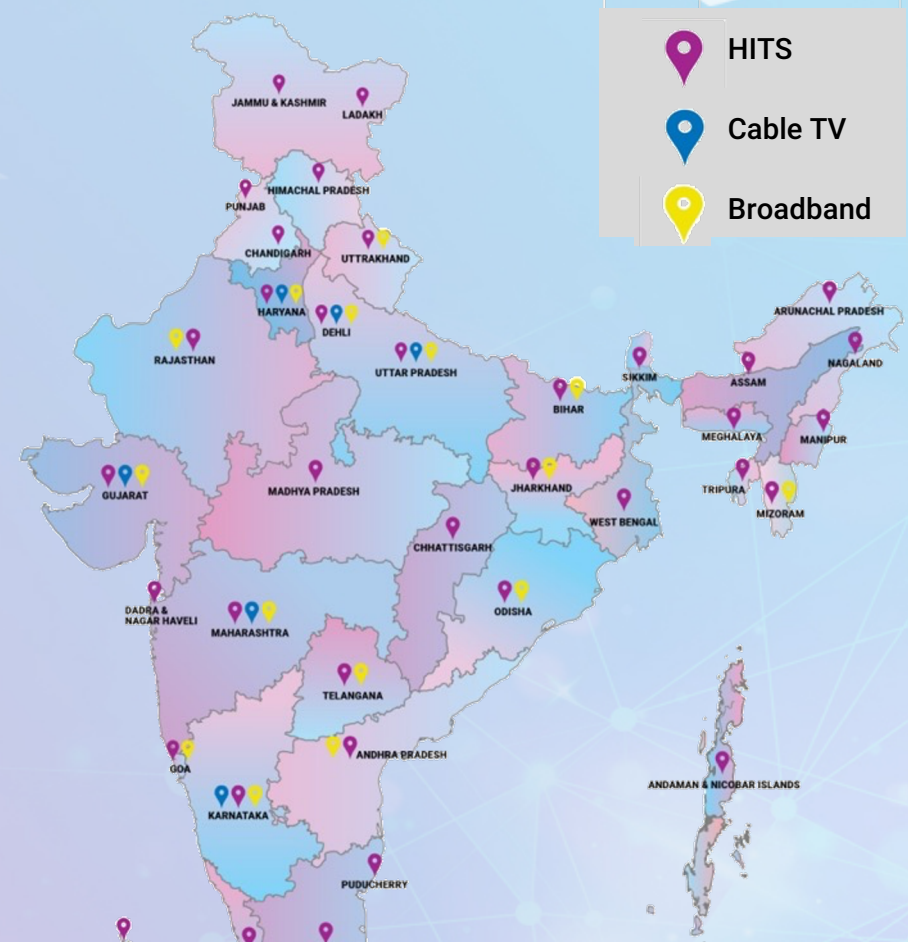 HITS
Cable TV
Broadband
JAMMU & KASHMIR
LADAKH
HIMACHAL PRADESH
PUNJAB
CHANDIGARH
UTTRAKHAND
HARYANA
DEHLI
RAJASTHAN
UTTAR PRADESH
ARUNACHAL PRADESH
NAGALAND
SIKKIM
ASSAM
BIHAR
MEGHALAYA
MANIPUR
GUJARAT
MADHYA PRADESH
JHARKHAND
TRIPURA
MIZORAM
WEST BENGAL
CHHATTISGARH
DADRA &
NAGAR HAVELI
ODISHA
MAHARASHTRA
TELANGANA
GOA
ANDHRA PRADESH
ANDAMAN & NICOBAR ISLANDS
KARNATAKA
PUDUCHERRY